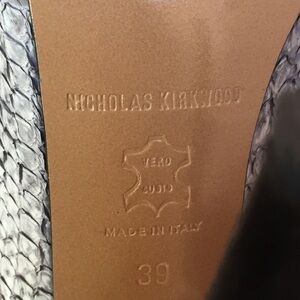 NICHOLAS KIRKWOOD
VERO
CUOIO
MADE IN ITALY
39